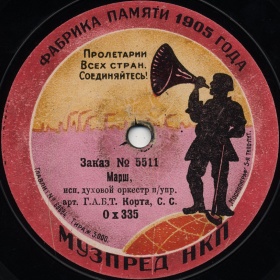 ФАБРИКА ПАМЯТИ 1905 ГОДА
Пролетарии
Всех стран,
Соединяйтесь!
Заказ № 5511
Марш,
исп. духовой оркестр п/упр.
арт. Г.А.Б.Т. Корта, С. С.
О х 335
МУЗПРЕД НКП